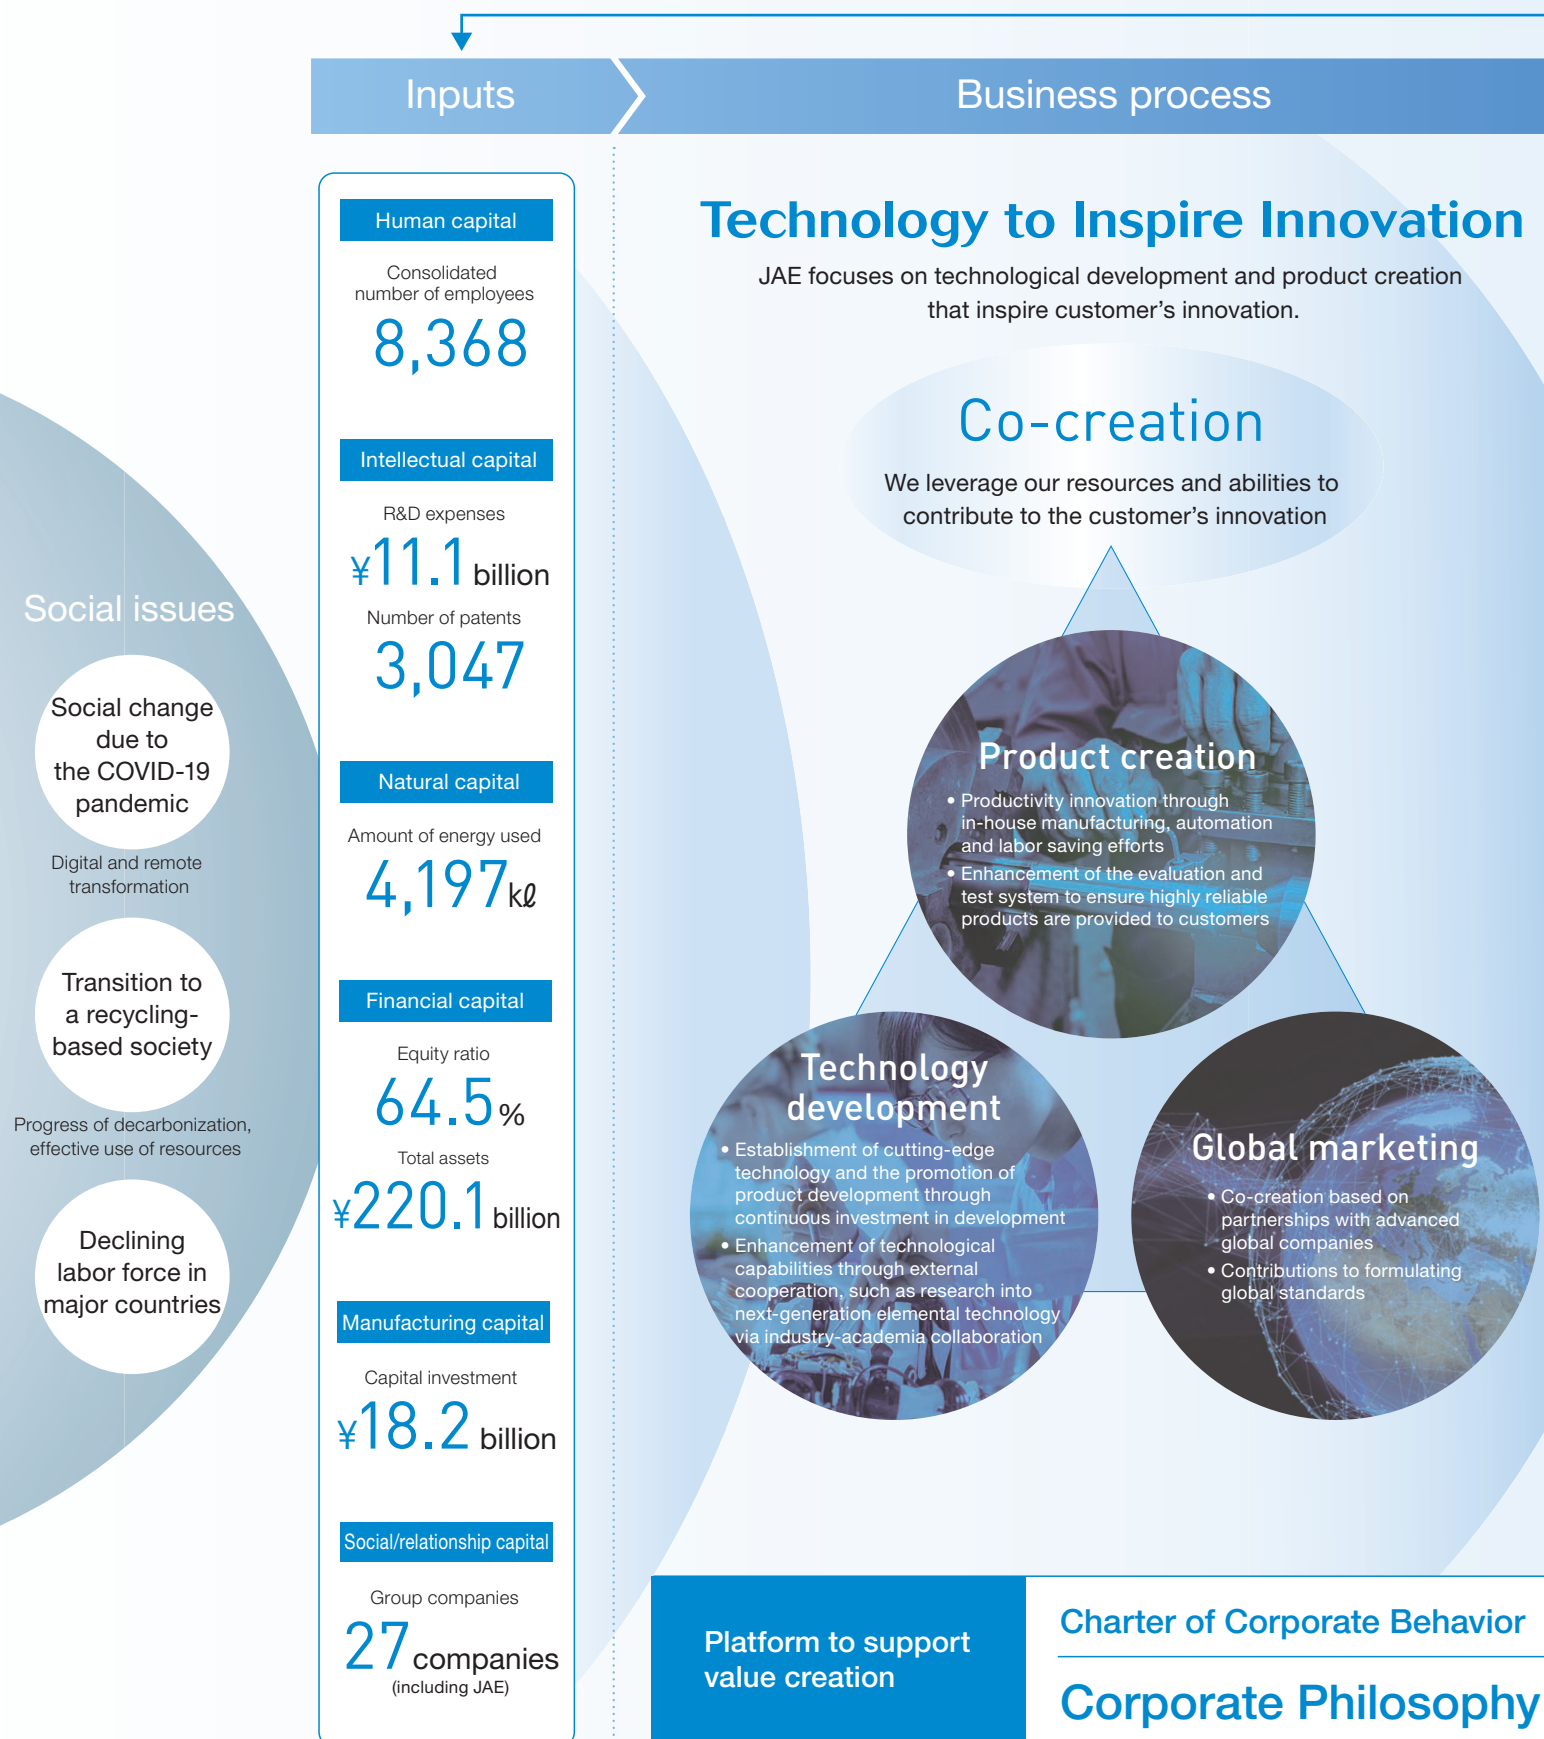 Inputs
Business process
Social issues
Social change
due to
the COVID-19
pandemic
Digital and remote
transformation
Transition to
a recycling-
based society
Progress of decarbonization,
effective use of resources
Declining
labor force in
major countries
Human capital
Consolidated
number of employees
8,368
Intellectual capital
R&D expenses
¥11.1 billion
Number of patents
3,047
Natural capital
Amount of energy used
4,197kℓ
Financial capital
Equity ratio
64.5%
Total assets
¥220.1 billion
Manufacturing capital
Capital investment
¥18.2 billion
Social/relationship capital
Group companies
27 companies
(including JAE)
Technology to Inspire Innovation
JAE focuses on technological development and product creation
that inspire customer’s innovation.
Co-creation
We leverage our resources and abilities to
contribute to the customer’s innovation
Product creation
• Productivity innovation through
in-house manufacturing, automation
and labor saving efforts
• Enhancement of the evaluation and
test system to ensure highly reliable
products are provided to customers
Technology
development
• Establishment of cutting-edge
technology and the promotion of
product development through
continuous investment in development
• Enhancement of technological
capabilities through external
cooperation, such as research into
next-generation elemental technology
via industry-academia collaboration
Global marketing
• Co-creation based on
partnerships with advanced
global companies
• Contributions to formulating
global standards
Platform to support
value creation
Charter of Corporate Behavior
Corporate Philosophy